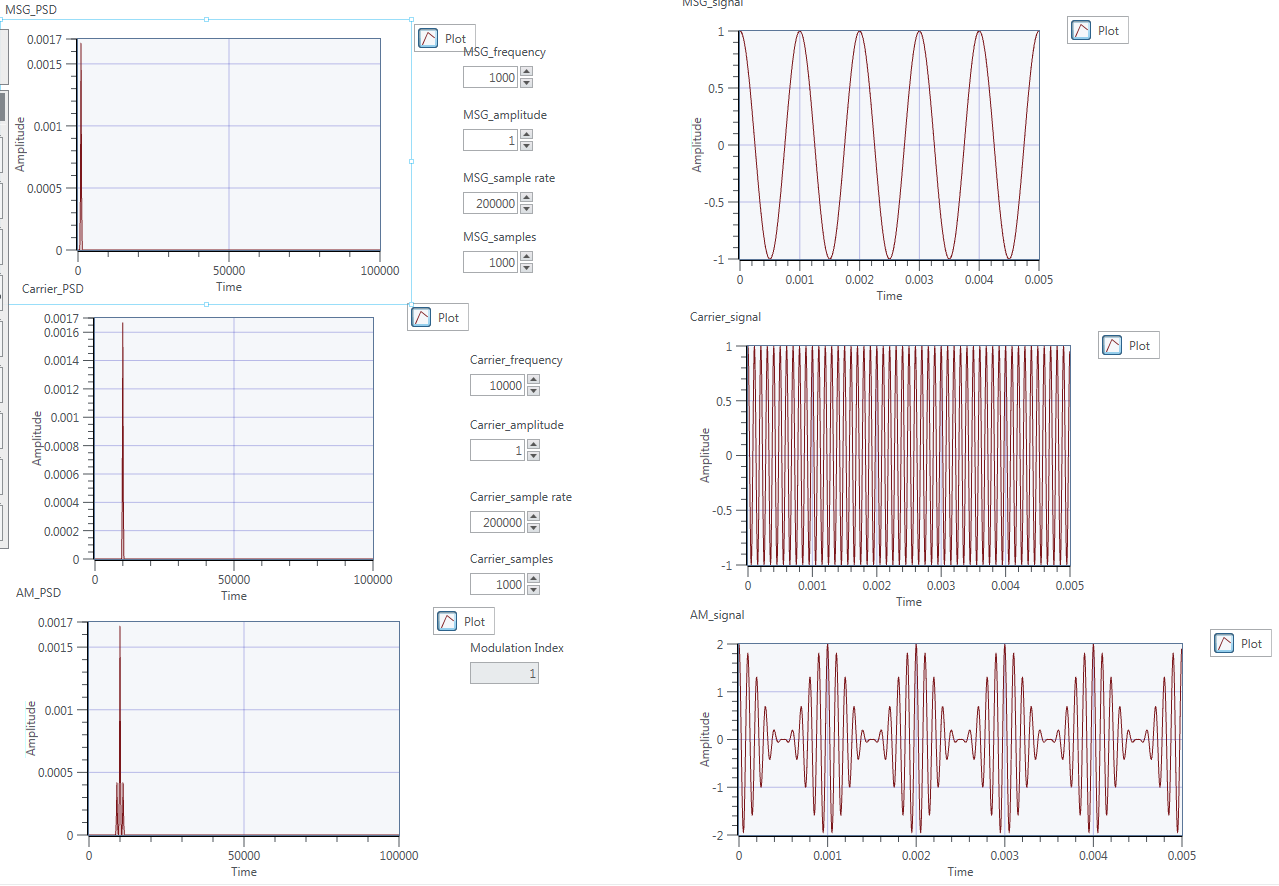 MSG_PSD
Plot
0.0017
0.0015
0.001
0.0005
0
Amplitude
0 50000 100000
Time
MSG_frequency
1000
MSG_amplitude
1
MSG_sample rate
200000
MSG_samples
1000
Carrier_PSD
Plot
0.0017
0.0016
0.0014
0.0012
0.001
0.0008
0.0006
0.0004
0.0002
0
Amplitude
0 50000 100000
Time
Carrier_frequency
10000
Carrier_amplitude
1
Carrier_sample rate
200000
Carrier_samples
1000
AM_PSD
Plot
0.0017
0.0015
0.001
0.0005
0
Amplitude
0 50000 100000
Time
Modulation Index
1
MSG_signal
Plot
1
0.5
0
-0.5
-1
Amplitude
0 0.001 0.002 0.003 0.004 0.005
Time
Carrier_signal
Plot
1
0.5
0
-0.5
-1
Amplitude
0 0.001 0.002 0.003 0.004 0.005
Time
AM_signal
Plot
2
1
0
-1
-2
Amplitude
0 0.001 0.002 0.003 0.004 0.005
Time